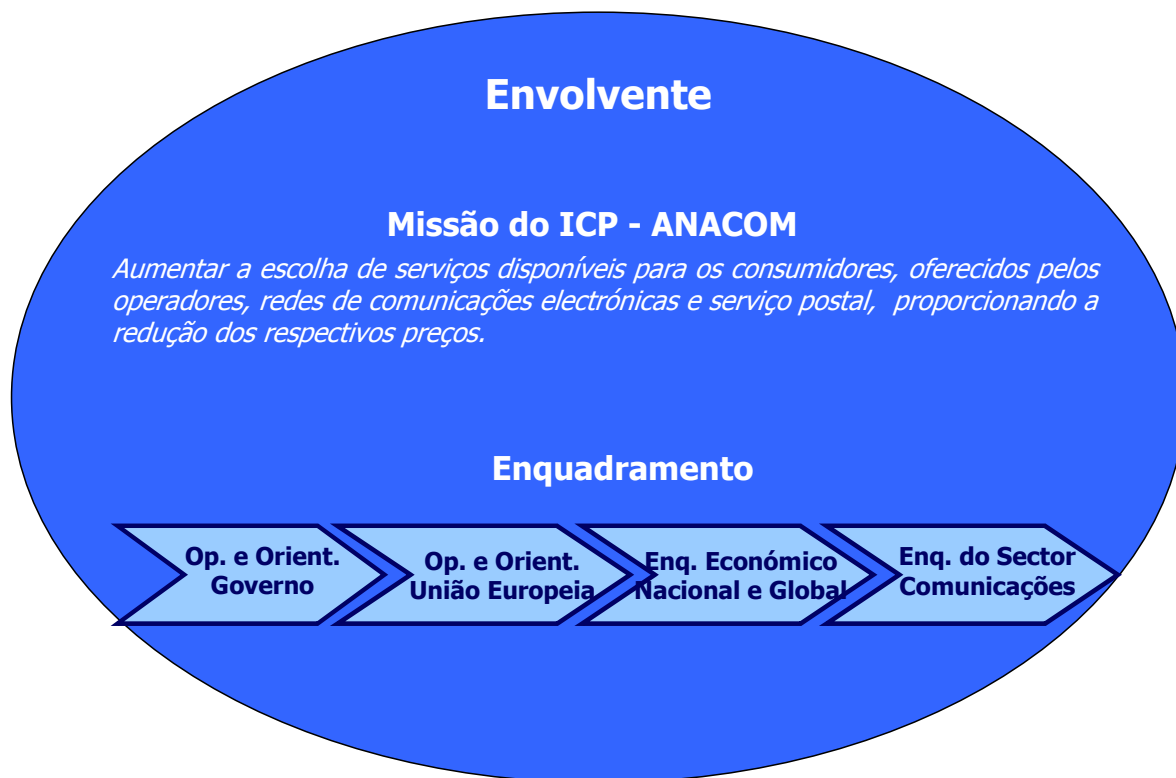 Envolvente
Missão do ICP - ANACOM
Aumentar a escolha de serviços disponíveis para os consumidores, oferecidos pelos
operadores, redes de comunicações electrónicas e serviço postal, proporcionando a
redução dos respectivos preços.
Enquadramento
Op. e Orient.
Governo
Op. e Orient.
União Europeia
Enq. Económico
Nacional e Global
Enq. do Sector
Comunicações